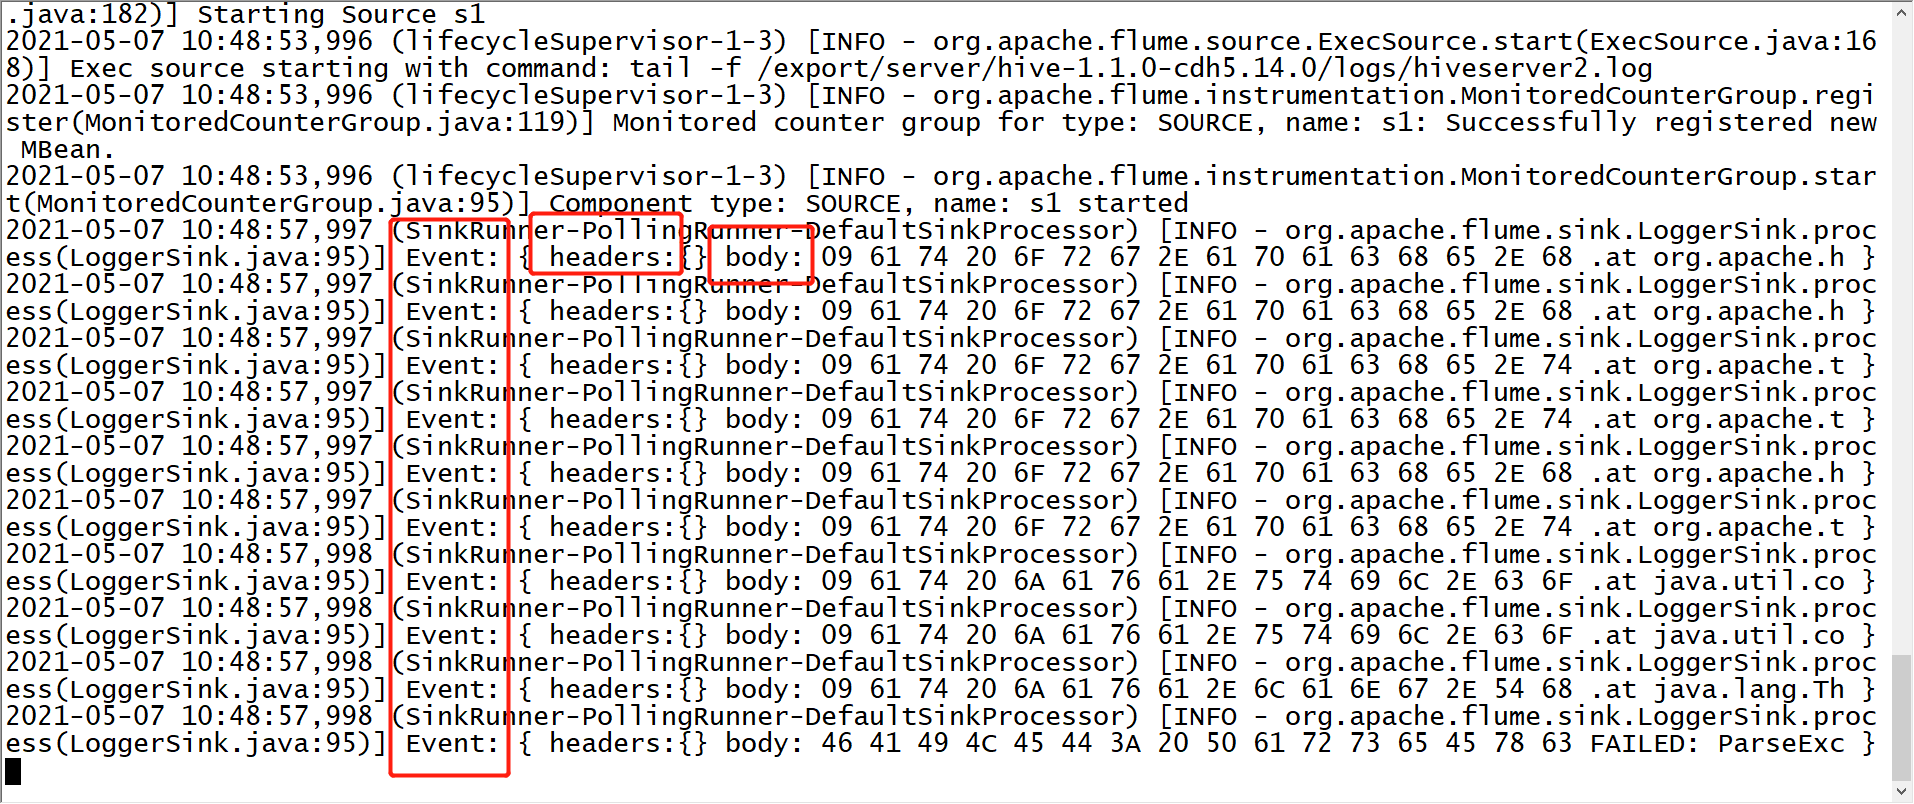 .java:182)] Starting Source s1
2021-05-07 10:48:53,996 (lifecycleSupervisor-1-3) [INFO - org.apache.flume.source.ExecSource.start(ExecSource.java:16
8)] Exec source starting with command: tail -f /export/server/hive-1.1.0-cdh5.14.0/logs/hiveserver2.log
2021-05-07 10:48:53,996 (lifecycleSupervisor-1-3) [INFO - org.apache.flume.instrumentation.MonitoredCounterGroup.regi
ster(MonitoredCounterGroup.java:119)] Monitored counter group for type: SOURCE, name: s1: Successfully registered new
 MBean.
2021-05-07 10:48:53,996 (lifecycleSupervisor-1-3) [INFO - org.apache.flume.instrumentation.MonitoredCounterGroup.star
t(MonitoredCounterGroup.java:95)] Component type: SOURCE, name: s1 started
2021-05-07 10:48:57,997 (SinkRunner-PollingRunner-DefaultSinkProcessor) [INFO - org.apache.flume.sink.LoggerSink.proc
ess(LoggerSink.java:95)] Event: { headers:{} body: 09 61 74 20 6F 72 67 2E 61 70 61 63 68 65 2E 68 .at org.apache.h }
2021-05-07 10:48:57,997 (SinkRunner-PollingRunner-DefaultSinkProcessor) [INFO - org.apache.flume.sink.LoggerSink.proc
ess(LoggerSink.java:95)] Event: { headers:{} body: 09 61 74 20 6F 72 67 2E 61 70 61 63 68 65 2E 68 .at org.apache.h }
2021-05-07 10:48:57,997 (SinkRunner-PollingRunner-DefaultSinkProcessor) [INFO - org.apache.flume.sink.LoggerSink.proc
ess(LoggerSink.java:95)] Event: { headers:{} body: 09 61 74 20 6F 72 67 2E 61 70 61 63 68 65 2E 74 .at org.apache.t }
2021-05-07 10:48:57,997 (SinkRunner-PollingRunner-DefaultSinkProcessor) [INFO - org.apache.flume.sink.LoggerSink.proc
ess(LoggerSink.java:95)] Event: { headers:{} body: 09 61 74 20 6F 72 67 2E 61 70 61 63 68 65 2E 74 .at org.apache.t }
2021-05-07 10:48:57,997 (SinkRunner-PollingRunner-DefaultSinkProcessor) [INFO - org.apache.flume.sink.LoggerSink.proc
ess(LoggerSink.java:95)] Event: { headers:{} body: 09 61 74 20 6F 72 67 2E 61 70 61 63 68 65 2E 68 .at org.apache.h }
2021-05-07 10:48:57,997 (SinkRunner-PollingRunner-DefaultSinkProcessor) [INFO - org.apache.flume.sink.LoggerSink.proc
ess(LoggerSink.java:95)] Event: { headers:{} body: 09 61 74 20 6F 72 67 2E 61 70 61 63 68 65 2E 74 .at org.apache.t }
2021-05-07 10:48:57,998 (SinkRunner-PollingRunner-DefaultSinkProcessor) [INFO - org.apache.flume.sink.LoggerSink.proc
ess(LoggerSink.java:95)] Event: { headers:{} body: 09 61 74 20 6A 61 76 61 2E 75 74 69 6C 2E 63 6F .at java.util.co }
2021-05-07 10:48:57,998 (SinkRunner-PollingRunner-DefaultSinkProcessor) [INFO - org.apache.flume.sink.LoggerSink.proc
ess(LoggerSink.java:95)] Event: { headers:{} body: 09 61 74 20 6A 61 76 61 2E 75 74 69 6C 2E 63 6F .at java.util.co }
2021-05-07 10:48:57,998 (SinkRunner-PollingRunner-DefaultSinkProcessor) [INFO - org.apache.flume.sink.LoggerSink.proc
ess(LoggerSink.java:95)] Event: { headers:{} body: 09 61 74 20 6A 61 76 61 2E 6C 61 6E 67 2E 54 68 .at java.lang.Th }
2021-05-07 10:48:57,998 (SinkRunner-PollingRunner-DefaultSinkProcessor) [INFO - org.apache.flume.sink.LoggerSink.proc
ess(LoggerSink.java:95)] Event: { headers:{} body: 46 41 49 4C 45 44 3A 20 50 61 72 73 65 45 78 63 FAILED: ParseExc }